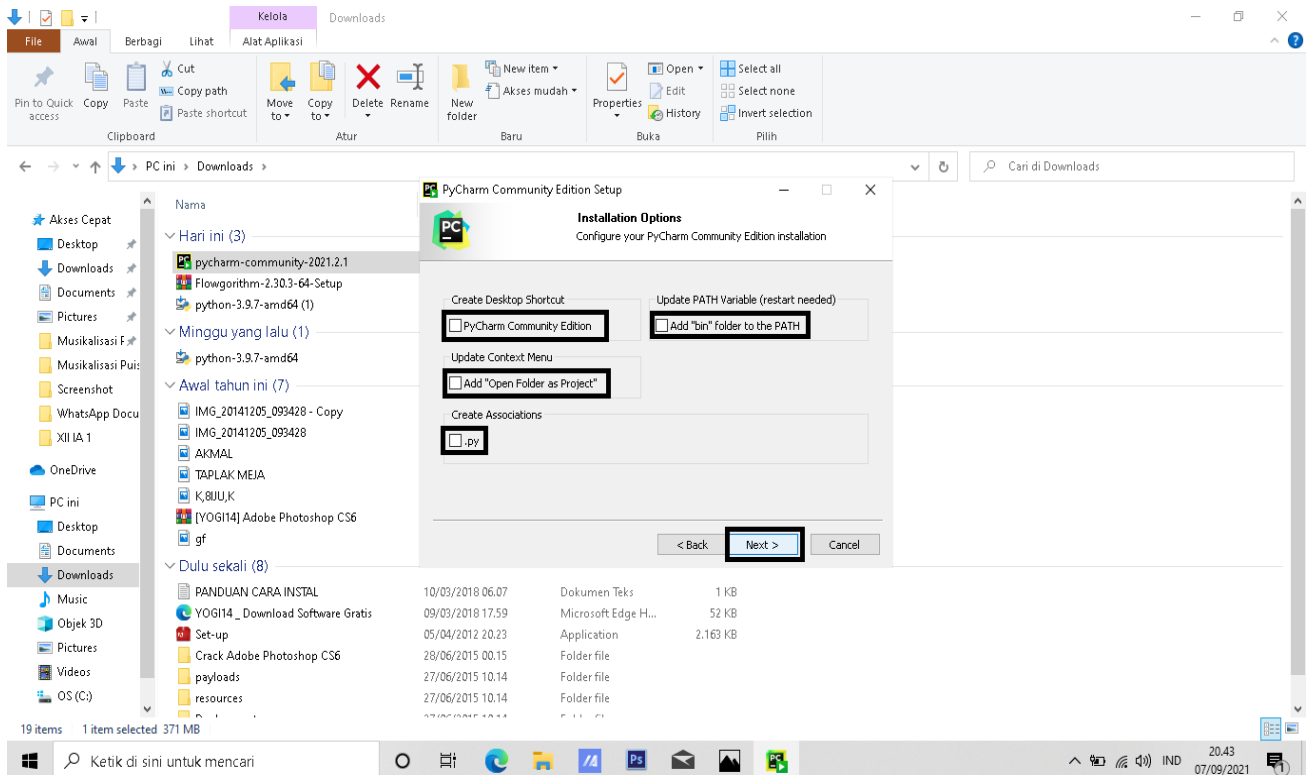 Kelola
Downloads
File
Awal
Berbagi
Lihat
Alat Aplikasi
Pin to Quick access
Copy
Paste
Cut
Copy path
Paste shortcut
Clipboard
Move to
Copy to
Delete
Rename
Atur
New folder
New item
Akses mudah
Baru
Properties
Open
Edit
History
Buka
Select all
Select none
Invert selection
Pilih
PC ini > Downloads >
Cari di Downloads
Akses Cepat
Desktop
Downloads
Documents
Pictures
Musikalisasi
Musikalisasi Puis
Screenshot
WhatsApp Docu
XII IA 1
OneDrive
PC ini
Desktop
Documents
Downloads
Music
Objek 3D
Pictures
Videos
OS (C:)
Nama
Hari ini (3)
pycharm-community-2021.2.1
Flowgorithm-2.30.3-64-Setup
python-3.9.7-amd64 (1)
Minggu yang lalu (1)
python-3.9.7-amd64
Awal tahun ini (7)
IMG_20141205_093428 - Copy
IMG_20141205_093428
AKMAL
TAPLAK MEJA
K,8IJU,K
[YOGI14] Adobe Photoshop CS6
gf
Dulu sekali (8)
PANDUAN CARA INSTAL 10/03/2018 06.07 Dokumen Teks 1 KB
YOGI14 _ Download Software Gratis 09/03/2018 17.59 Microsoft Edge H... 52 KB
Set-up 05/04/2012 20.23 Application 2.163 KB
Crack Adobe Photoshop CS6 28/06/2015 00.15 Folder file
payloads 27/06/2015 10.14 Folder file
resources 27/06/2015 10.14 Folder file
PyCharm Community Edition Setup
PC
Installation Options
Configure your PyCharm Community Edition installation
Create Desktop Shortcut
PyCharm Community Edition
Update PATH Variable (restart needed)
Add "bin" folder to the PATH
Update Context Menu
Add "Open Folder as Project"
Create Associations
.py
< Back
Next >
Cancel
19 items
1 item selected 371 MB
Ketik di sini untuk mencari
Ps
IND
20.43
07/09/2021
1